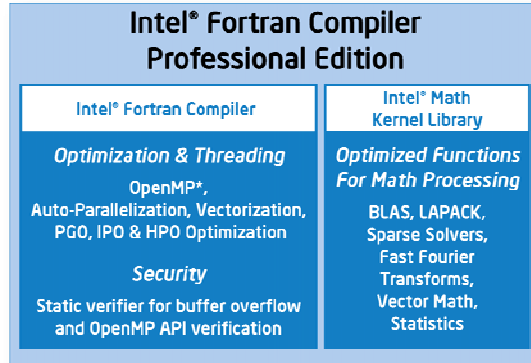 Intel® Fortran Compiler
Professional Edition
Intel® Fortran Compiler
Optimization & Threading
OpenMP*,
Auto-Parallelization, Vectorization,
PGO, IPO & HPO Optimization
Security
Static verifier for buffer overflow
and OpenMP API verification
Intel® Math
Kernel Library
Optimized Functions
For Math Processing
BLAS, LAPACK,
Sparse Solvers,
Fast Fourier
Transforms,
Vector Math,
Statistics